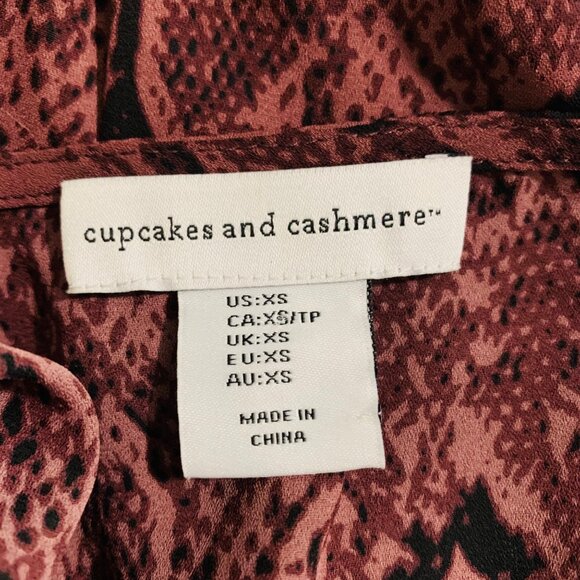 cupcakes and cashmere™
US:XS
CA:XS/TP
UK:XS
EU:XS
AU:XS
MADE IN
CHINA